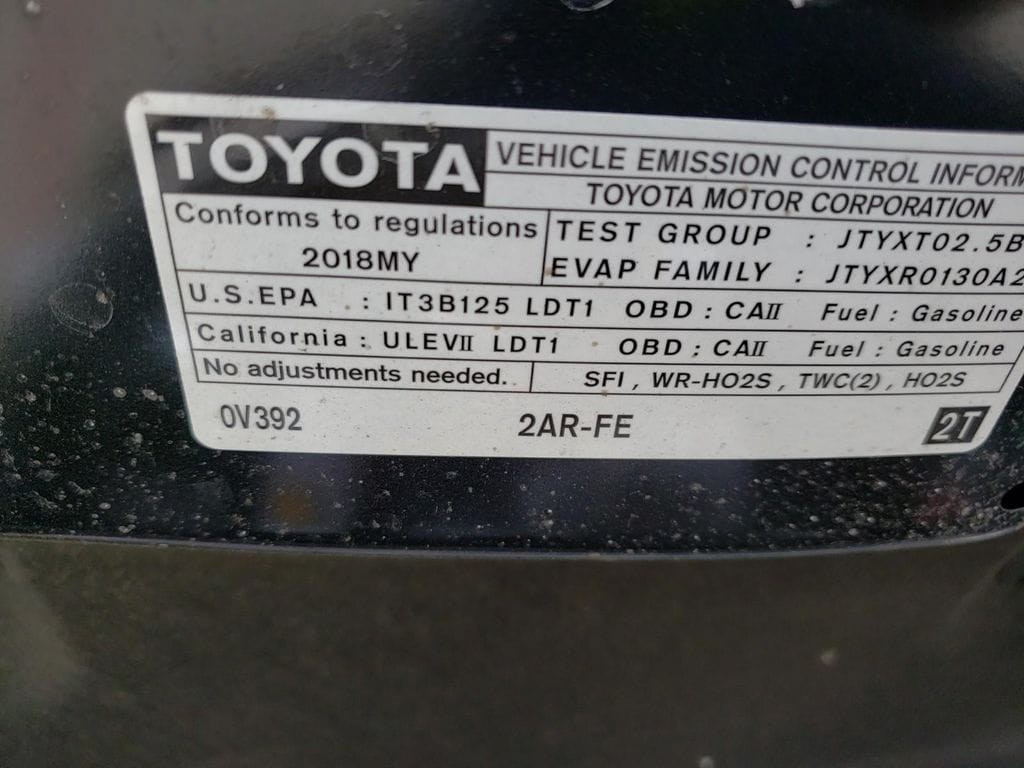 TOYOTA
VEHICLE EMISSION CONTROL INFORM
TOYOTA MOTOR CORPORATION
Conforms to regulations
2018MY
TEST GROUP : JTYXT02.5B
EVAP FAMILY : JTYXR0130A2
U.S.EPA : IT3B125 LDT1 OBD : CAII Fuel : Gasoline
California : ULEVII LDT1 OBD : CAII Fuel : Gasoline
No adjustments needed.
SFI , WR-HO2S , TWC(2) , HO2S
0V392
2AR-FE
2T